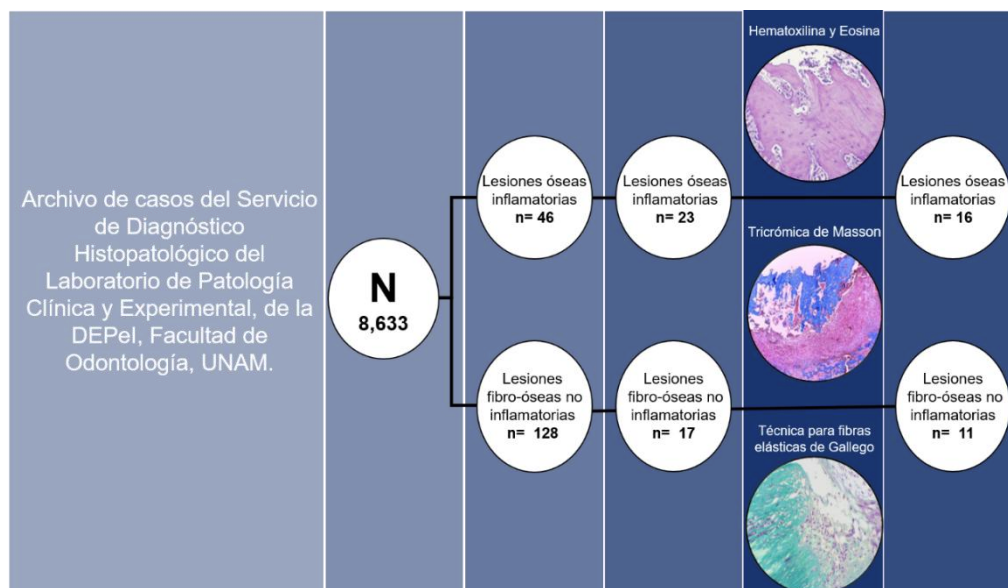 Archivo de casos del Servicio
de Diagnóstico
Histopatológico del
Laboratorio de Patología
Clínica y Experimental, de la
DEPeI, Facultad de
Odontología, UNAM.
N
8,633
Lesiones óseas
inflamatorias
n= 46
Lesiones
fibro-óseas no
inflamatorias
n= 128
Lesiones óseas
inflamatorias
n= 23
Lesiones
fibro-óseas no
inflamatorias
n= 17
Hematoxilina y Eosina
Tricrómica de Masson
Técnica para fibras
elásticas de Gallego
Lesiones óseas
inflamatorias
n= 16
Lesiones
fibro-óseas no
inflamatorias
n= 11